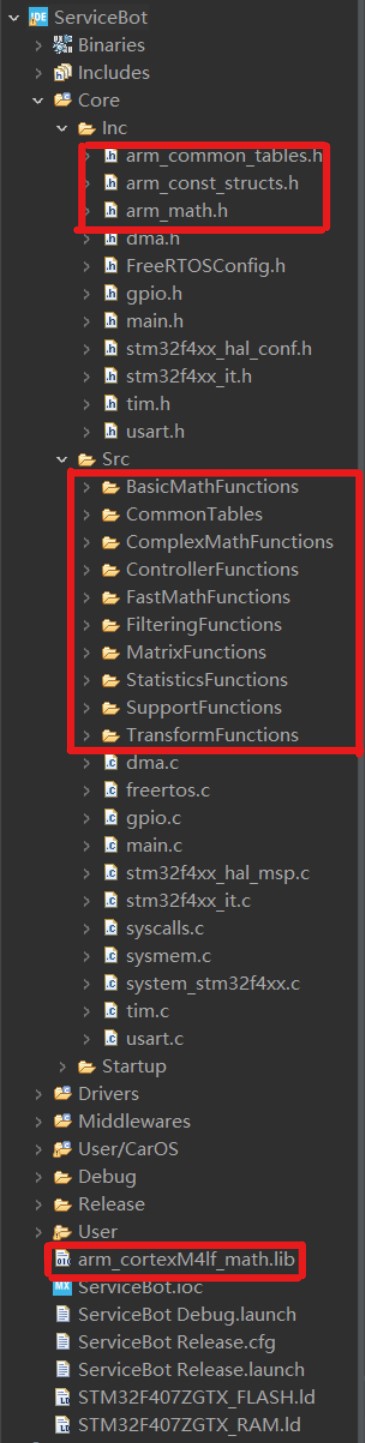 ServiceBot
Binaries
Includes
Core
Inc
arm_common_tables.h
arm_const_structs.h
arm_math.h
dma.h
FreeRTOSConfig.h
gpio.h
main.h
stm32f4xx_hal_conf.h
stm32f4xx_it.h
tim.h
usart.h
Src
BasicMathFunctions
CommonTables
ComplexMathFunctions
ControllerFunctions
FastMathFunctions
FilteringFunctions
MatrixFunctions
StatisticsFunctions
SupportFunctions
TransformFunctions
dma.c
freertos.c
gpio.c
main.c
stm32f4xx_hal_msp.c
stm32f4xx_it.c
syscalls.c
sysmem.c
system_stm32f4xx.c
tim.c
usart.c
Startup
Drivers
Middlewares
User/CarOS
Debug
Release
User
arm_cortexM4lf_math.lib
ServiceBot.ioc
ServiceBot Debug.launch
ServiceBot Release.cfg
ServiceBot Release.launch
STM32F407ZGTX_FLASH.ld
STM32F407ZGTX_RAM.ld